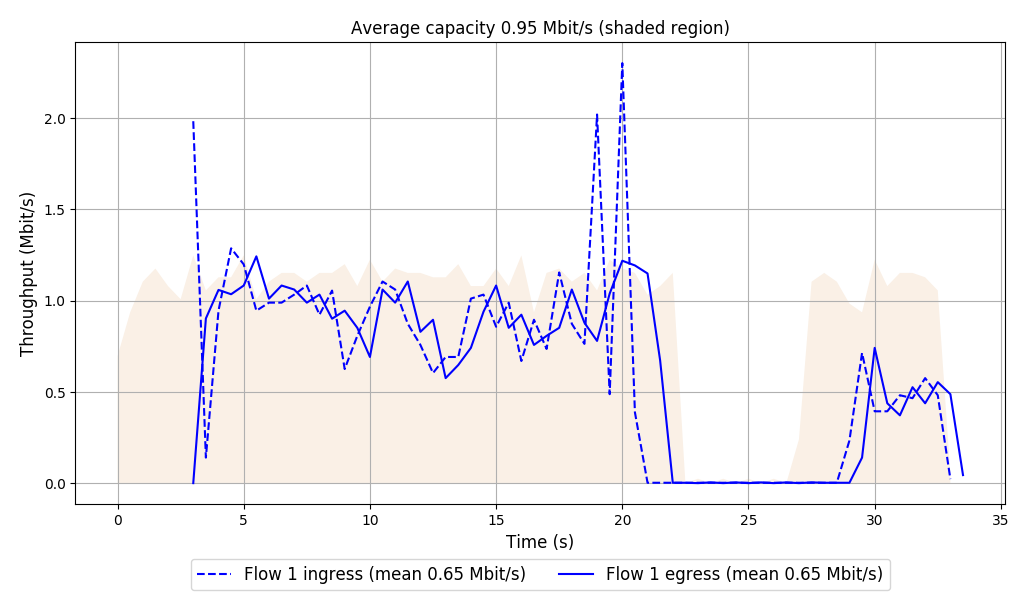 Average capacity 0.95 Mbit/s (shaded region)
Throughput (Mbit/s)
2.0
1.5
1.0
0.5
0.0
0 5 10 15 20 25 30 35
Time (s)
Flow 1 ingress (mean 0.65 Mbit/s) Flow 1 egress (mean 0.65 Mbit/s)